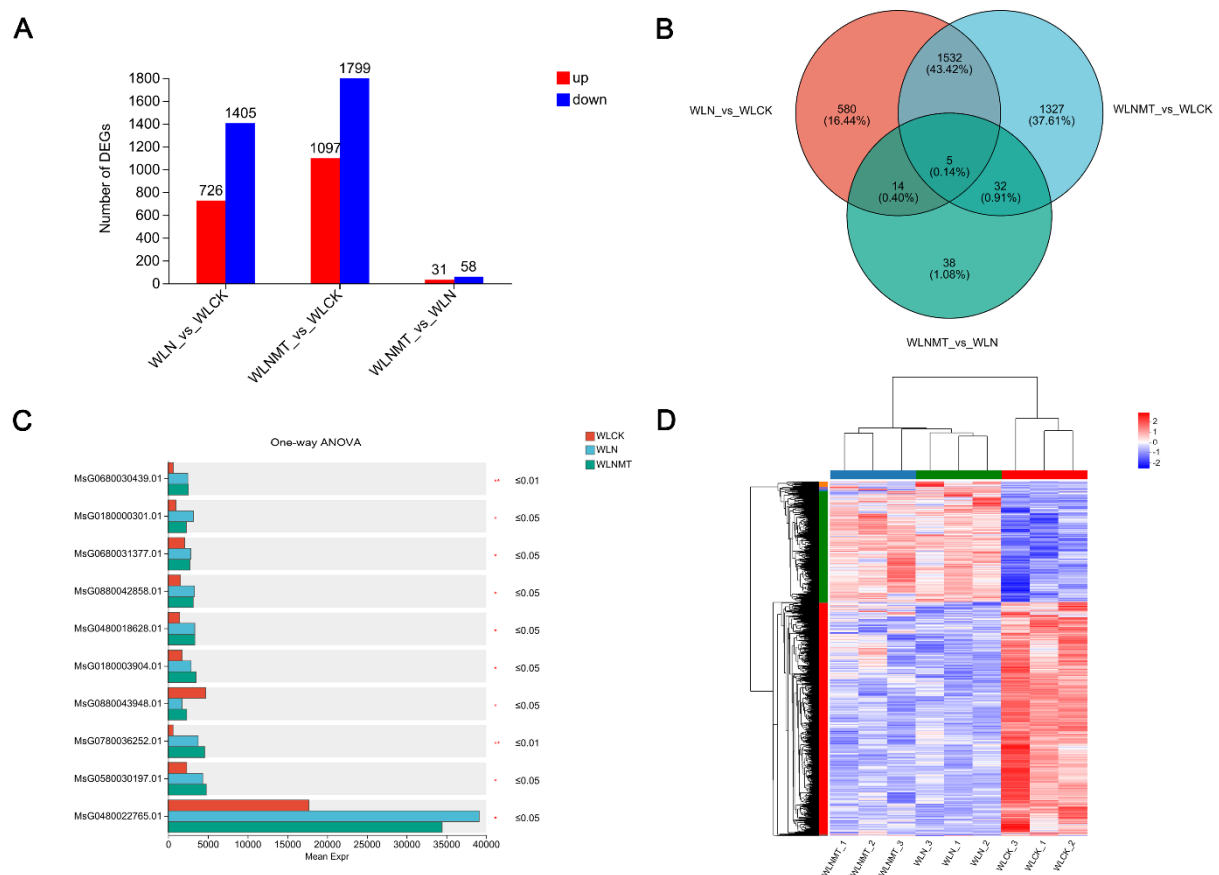 A
Number of DEGs
1800
1600
1400
1200
1000
800
600
400
200
0
726
1405
1097
1799
31
58
up
down
WLN_vs_WLCK
WLNMT_vs_WLCK
WLNMT_vs_WLN
B
WLN_vs_WLCK
WLNMT_vs_WLCK
WLNMT_vs_WLN
1532
(43.42%)
580
(16.44%)
1327
(37.61%)
5
(0.14%)
14
(0.40%)
32
(0.91%)
38
(1.08%)
C
One-way ANOVA
WLCK
WLN
WLNMT
MsG0680030439.01 ** ≤0.01
MsG0180000301.01 * ≤0.05
MsG0680031377.01 * ≤0.05
MsG0880042858.01 * ≤0.05
MsG0480018628.01 * ≤0.05
MsG0180003904.01 * ≤0.05
MsG0880043948.01 * ≤0.05
MsG0780036252.01 ** ≤0.01
MsG0580030197.01 * ≤0.05
MsG0480022765.01 * ≤0.05
0 5000 10000 15000 20000 25000 30000 35000 40000
Mean Expr
D
2
1
0
-1
-2
WLNMT_1 WLNMT_2 WLNMT_3 WLN_3 WLN_1 WLN_2 WLCK_3 WLCK_1 WLCK_2